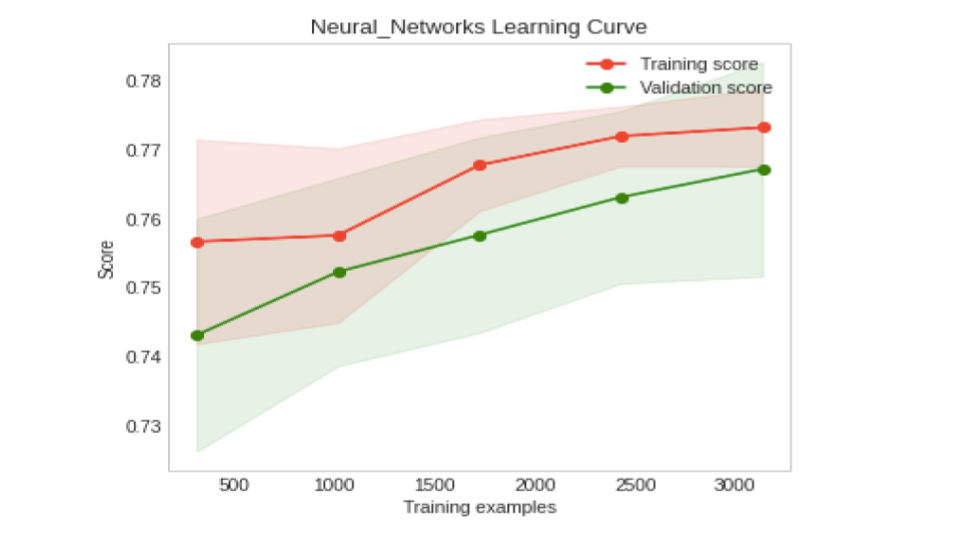 Neural_Networks Learning Curve
Training score
Validation score
0.78
0.77
0.76
0.75
0.74
0.73
Score
500 1000 1500 2000 2500 3000
Training examples